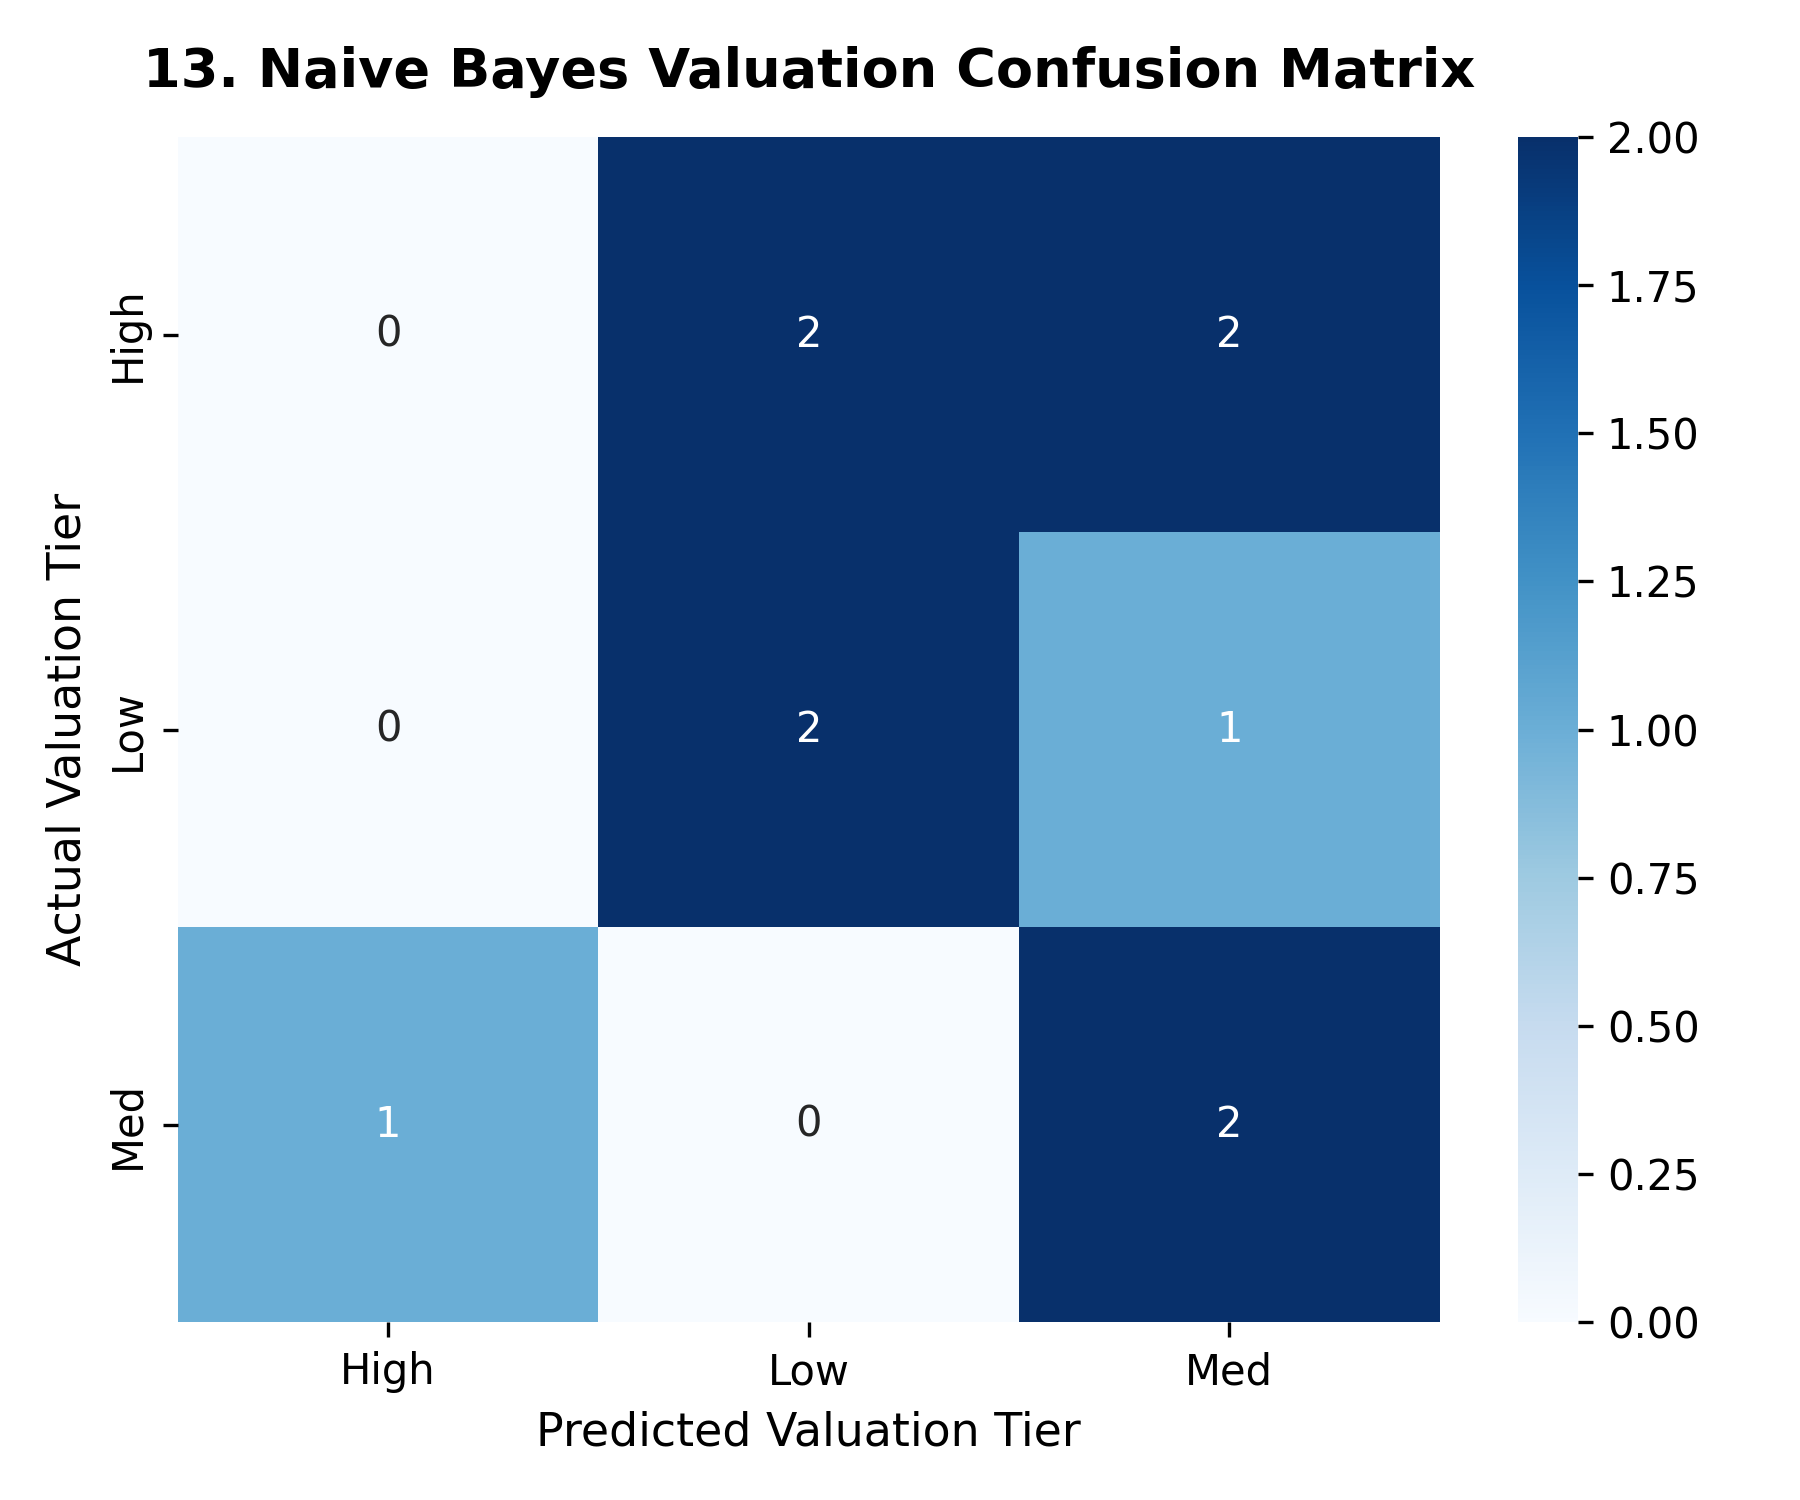 13. Naive Bayes Valuation Confusion Matrix
Actual Valuation Tier
High
Low
Med
0
2
2
0
2
1
1
0
2
High
Low
Med
Predicted Valuation Tier
2.00
1.75
1.50
1.25
1.00
0.75
0.50
0.25
0.00